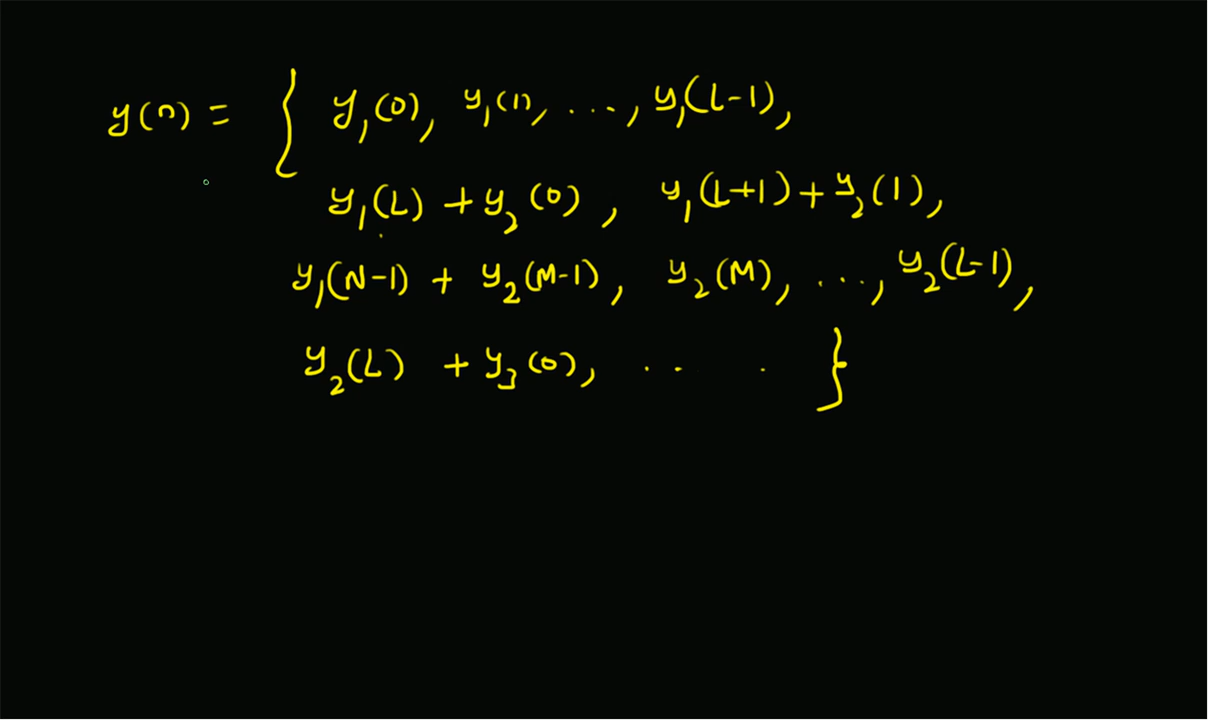 y(n) = { y₁(0), y₁(1), ..., y₁(L-1),
y₁(L) + y₂(0), y₁(L+1) + y₂(1),
y₁(N-1) + y₂(M-1), y₂(M), ..., y₂(L-1),
y₂(L) + y₃(0), ... }